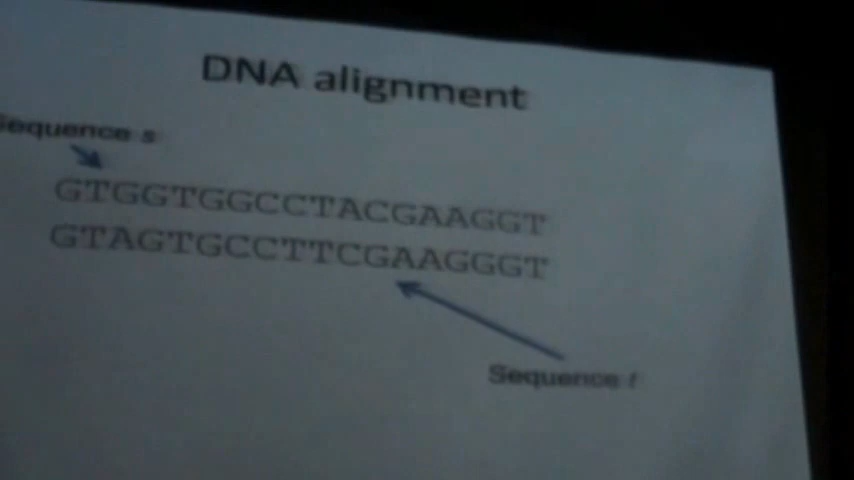 DNA alignment
Sequence s
GTGGTGGCCTACGAAGGT
GTAGTGCCTTCGAAGGGT
Sequence t